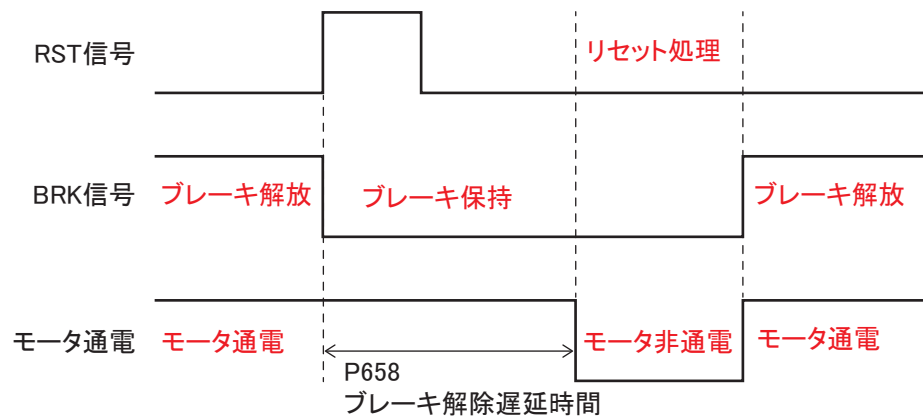 RST信号
リセット処理
BRK信号
ブレーキ解放
ブレーキ保持
ブレーキ解放
モータ通電
モータ通電
モータ非通電
モータ通電
P658
ブレーキ解除遅延時間